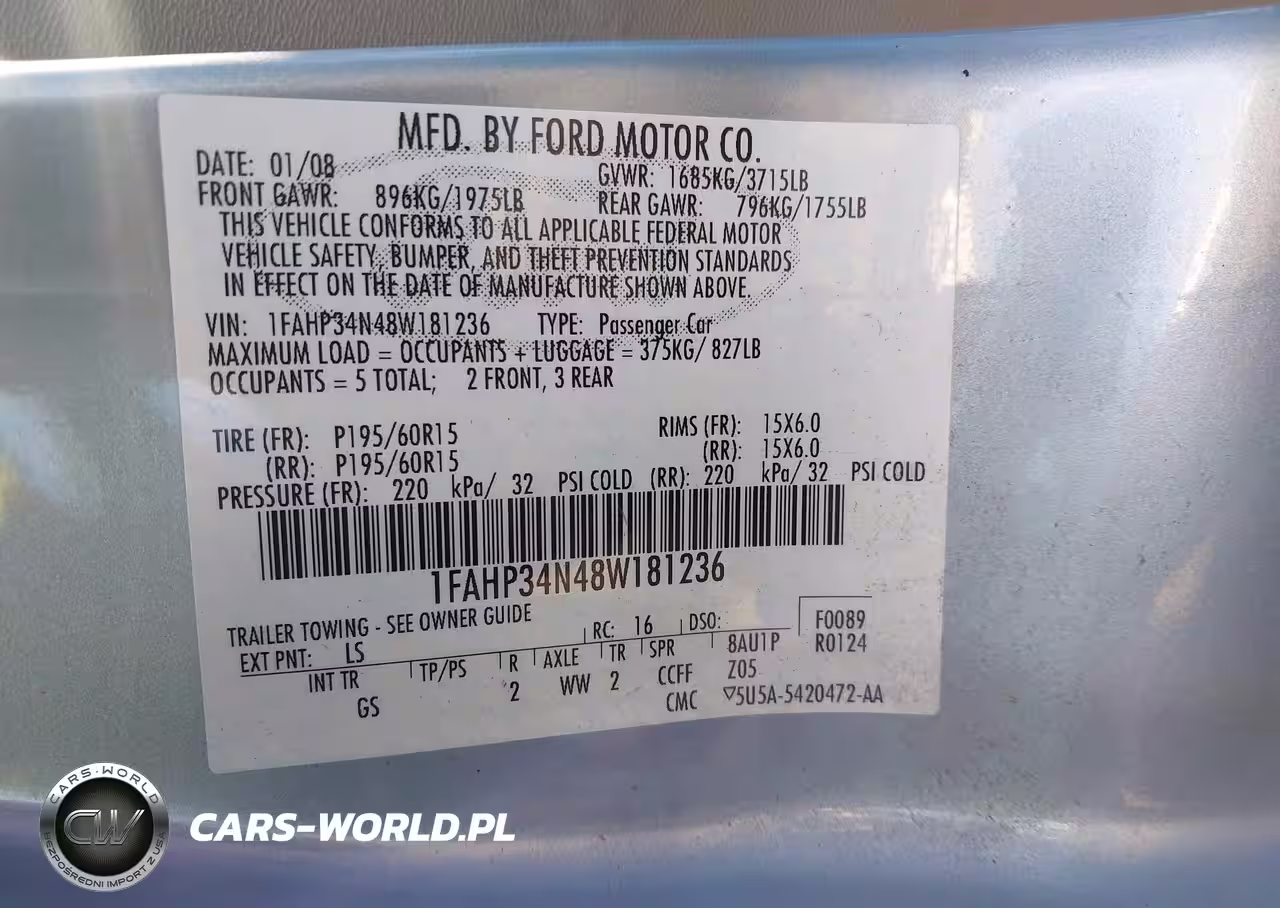 MFD. BY FORD MOTOR CO.
DATE: 01/08 GVWR: 1685KG/3715LB
FRONT GAWR: 896KG/1975LB REAR GAWR: 796KG/1755LB
THIS VEHICLE CONFORMS TO ALL APPLICABLE FEDERAL MOTOR
VEHICLE SAFETY, BUMPER, AND THEFT PREVENTION STANDARDS
IN EFFECT ON THE DATE OF MANUFACTURE SHOWN ABOVE.
VIN: 1FAHP34N48W181236 TYPE: Passenger Car
MAXIMUM LOAD = OCCUPANTS + LUGGAGE = 375KG/ 827LB
OCCUPANTS = 5 TOTAL; 2 FRONT, 3 REAR
TIRE (FR): P195/60R15 RIMS (FR): 15X6.0
(RR): P195/60R15 (RR): 15X6.0
PRESSURE (FR): 220 kPa/ 32 PSI COLD (RR): 220 kPa/ 32 PSI COLD
1FAHP34N48W181236
TRAILER TOWING - SEE OWNER GUIDE RC: 16 DSO: F0089
EXT PNT: LS R0124
INT TR TP/PS R AXLE TR SPR 8AU1P
GS 2 WW 2 CCFF Z05
CMC ▽5U5A-5420472-AA
CARS-WORLD
CW
BEZPOŚREDNI IMPORT Z USA
CARS-WORLD.PL